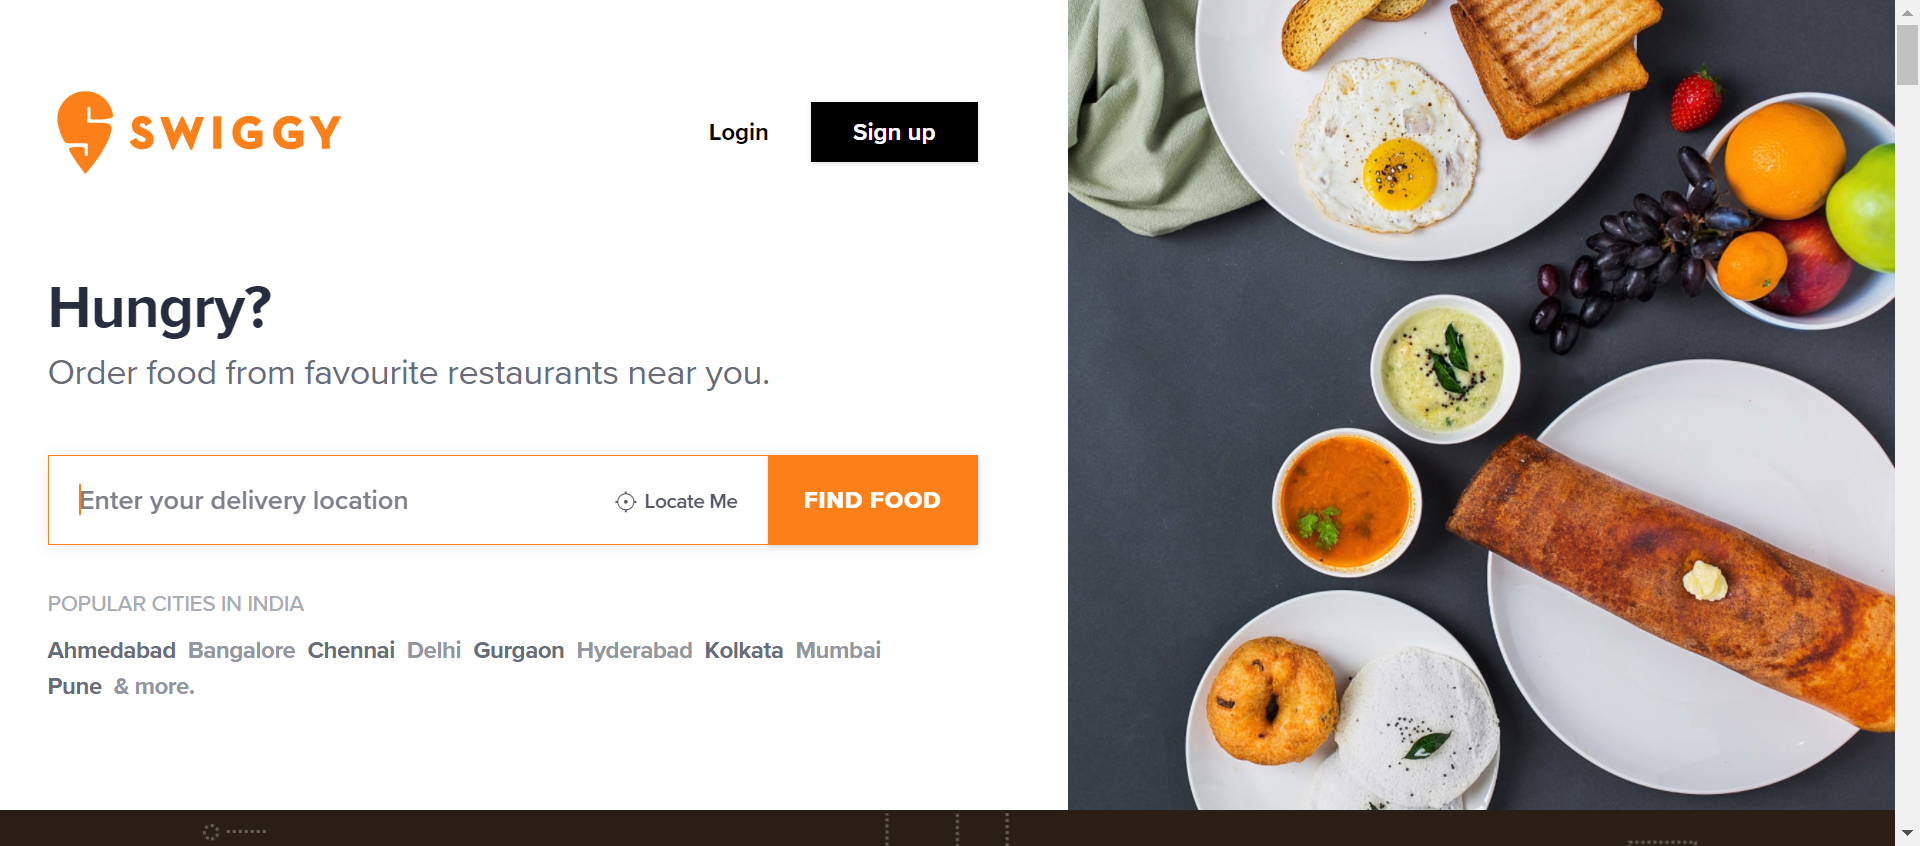 SWIGGY
Login
Sign up
Hungry?
Order food from favourite restaurants near you.
Enter your delivery location
Locate Me
FIND FOOD
POPULAR CITIES IN INDIA
Ahmedabad Bangalore Chennai Delhi Gurgaon Hyderabad Kolkata Mumbai
Pune & more.